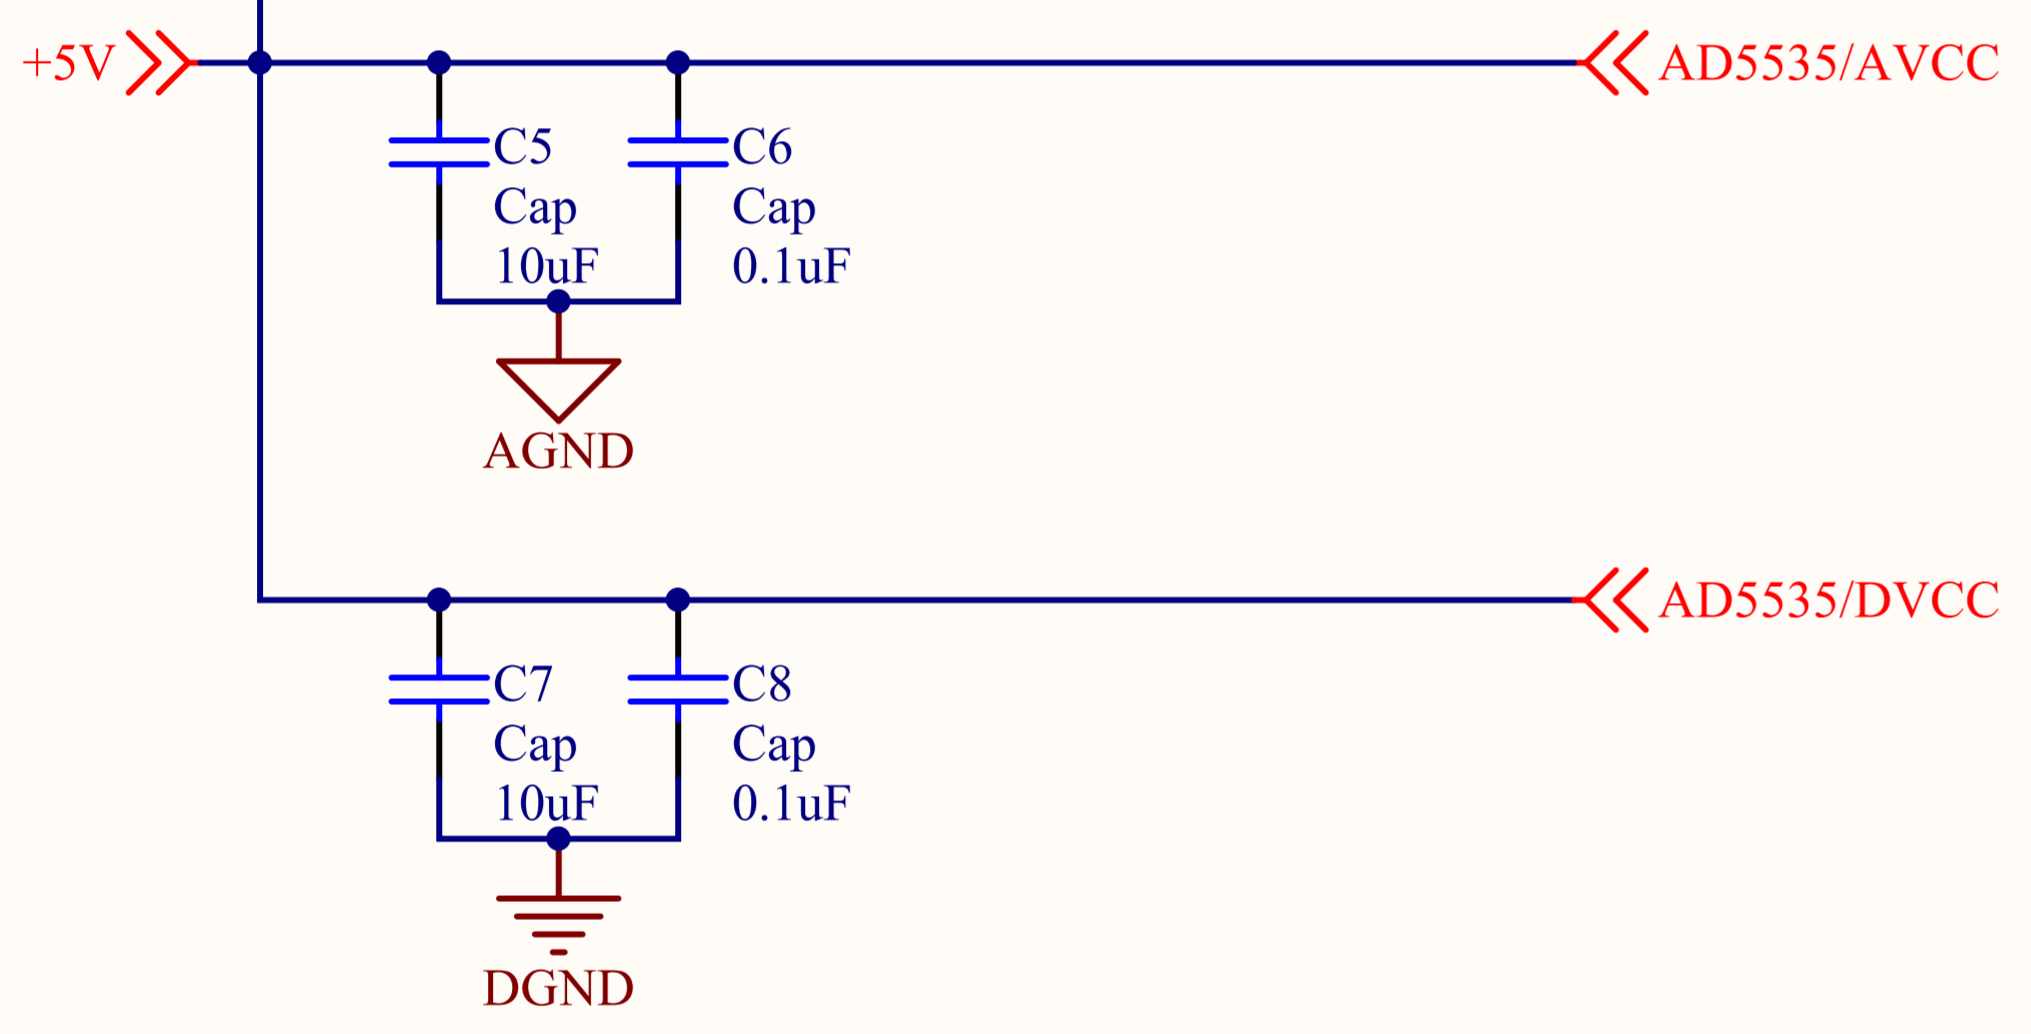 +5V
AD5535/AVCC
C5
Cap
10uF
C6
Cap
0.1uF
AGND
AD5535/DVCC
C7
Cap
10uF
C8
Cap
0.1uF
DGND